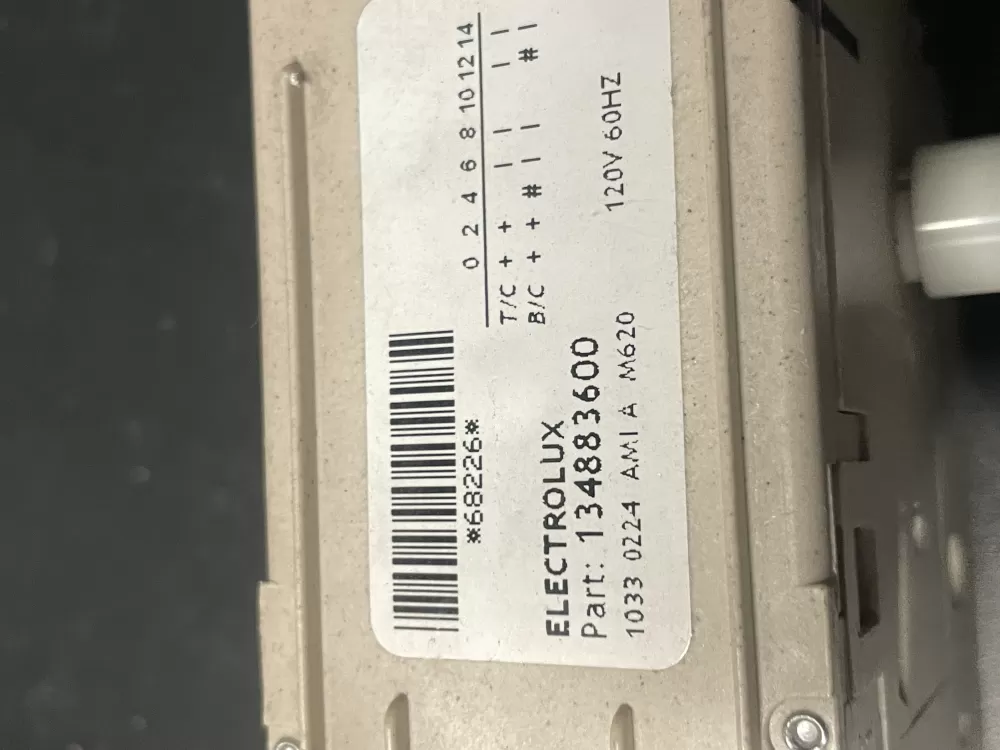 0 2 4 6 8 10 12 14
T/C + + | | | |
B/C + + # | | # |
*68226*
ELECTROLUX
Part: 134883600
1033 0224 AMI A M620 120V 60HZ